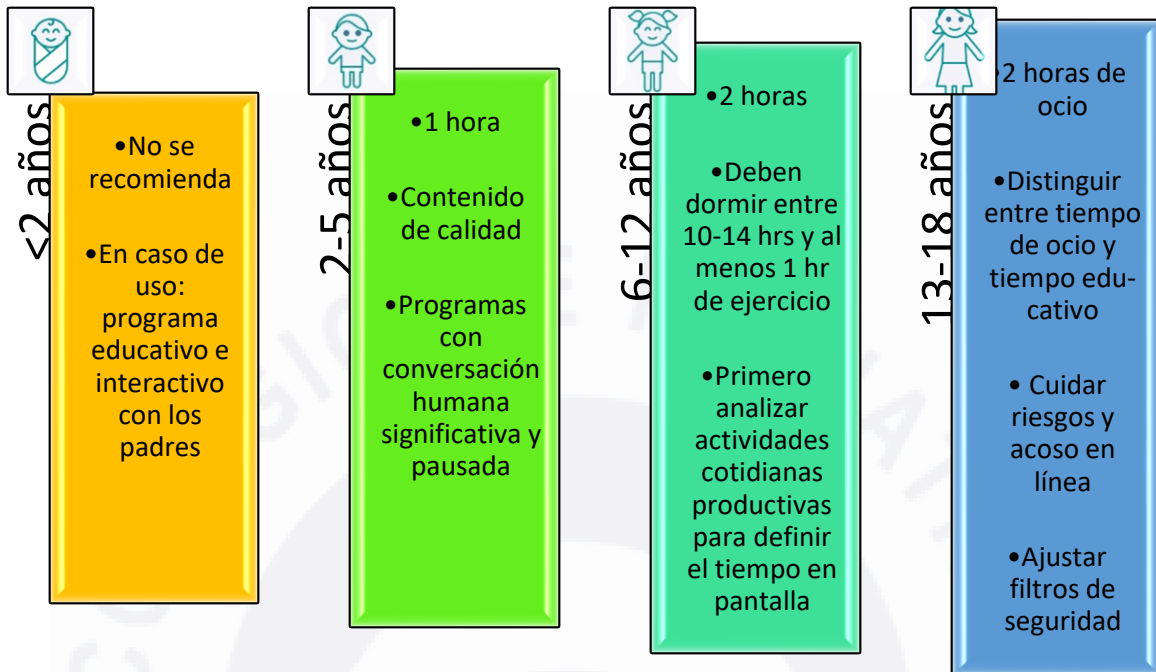 <2 años
•No se
recomienda
•En caso de
uso:
programa
educativo e
interactivo
con los
padres
2-5 años
•1 hora
•Contenido
de calidad
•Programas
con
conversación
humana
significativa y
pausada
6-12 años
•2 horas
•Deben
dormir entre
10-14 hrs y al
menos 1 hr
de ejercicio
•Primero
analizar
actividades
cotidianas
productivas
para definir
el tiempo en
pantalla
13-18 años
•2 horas de
ocio
•Distinguir
entre tiempo
de ocio y
tiempo edu-
cativo
• Cuidar
riesgos y
acoso en
línea
•Ajustar
filtros de
seguridad